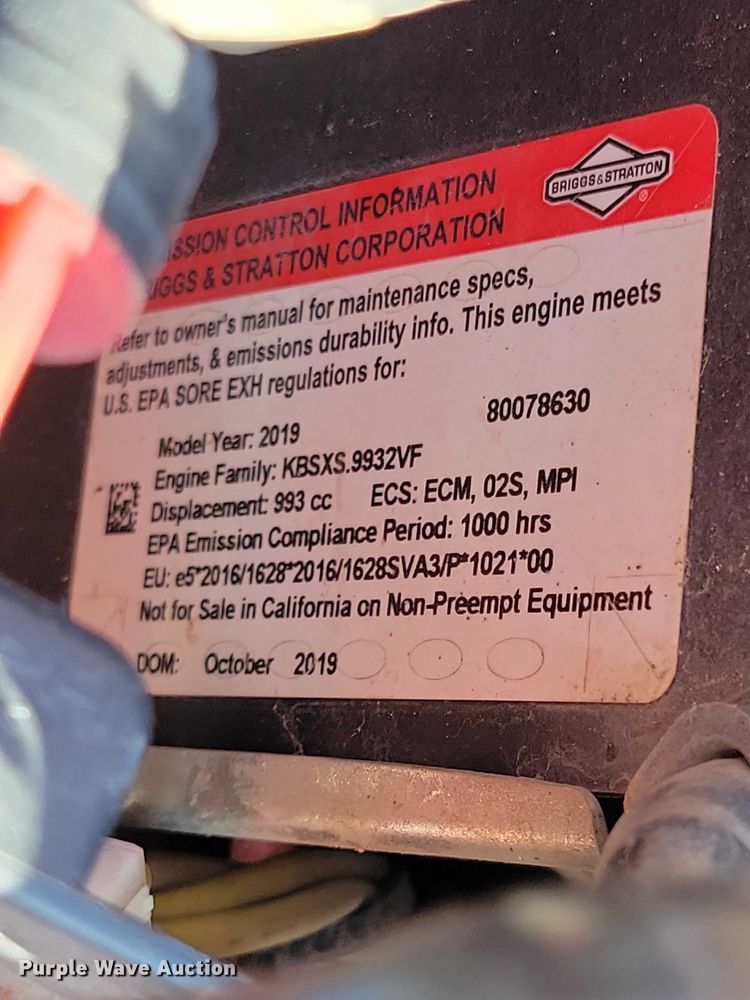 BRIGGS & STRATTON
®
SSION CONTROL INFORMATION
IGGS & STRATTON CORPORATION
Refer to owner's manual for maintenance specs,
adjustments, & emissions durability info. This engine meets
U.S. EPA SORE EXH regulations for:
80078630
Model Year: 2019
Engine Family: KBSXS.9932VF
Displacement: 993 cc ECS: ECM, 02S, MPI
EPA Emission Compliance Period: 1000 hrs
EU: e5*2016/1628*2016/1628SVA3/P*1021*00
Not for Sale in California on Non-Preempt Equipment
DOM: October 2019
Purple Wave Auction